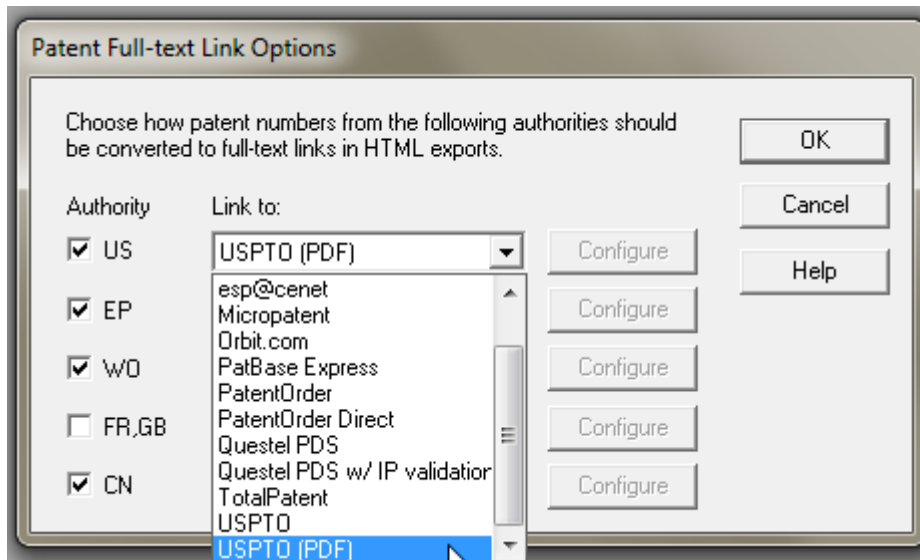 Patent Full-text Link Options
Choose how patent numbers from the following authorities should
be converted to full-text links in HTML exports.
OK
Authority Link to:
Cancel
US USPTO (PDF) Configure
Help
esp@cenet
EP Micropatent Configure
Orbit.com
WO PatBase Express Configure
PatentOrder
PatentOrder Direct
FR,GB Configure
Questel PDS
Questel PDS w/ IP validation
CN Configure
TotalPatent
USPTO
USPTO (PDF)